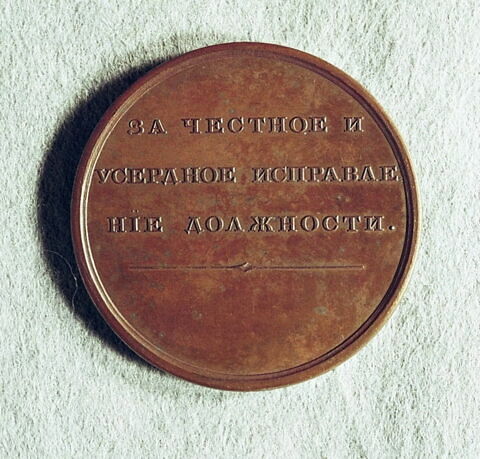 ЗА ЧЕСТНОЕ И
УСЕРДНОЕ ИСПРАВЛЕ
НІЕ ДОЛЖНОСТИ.